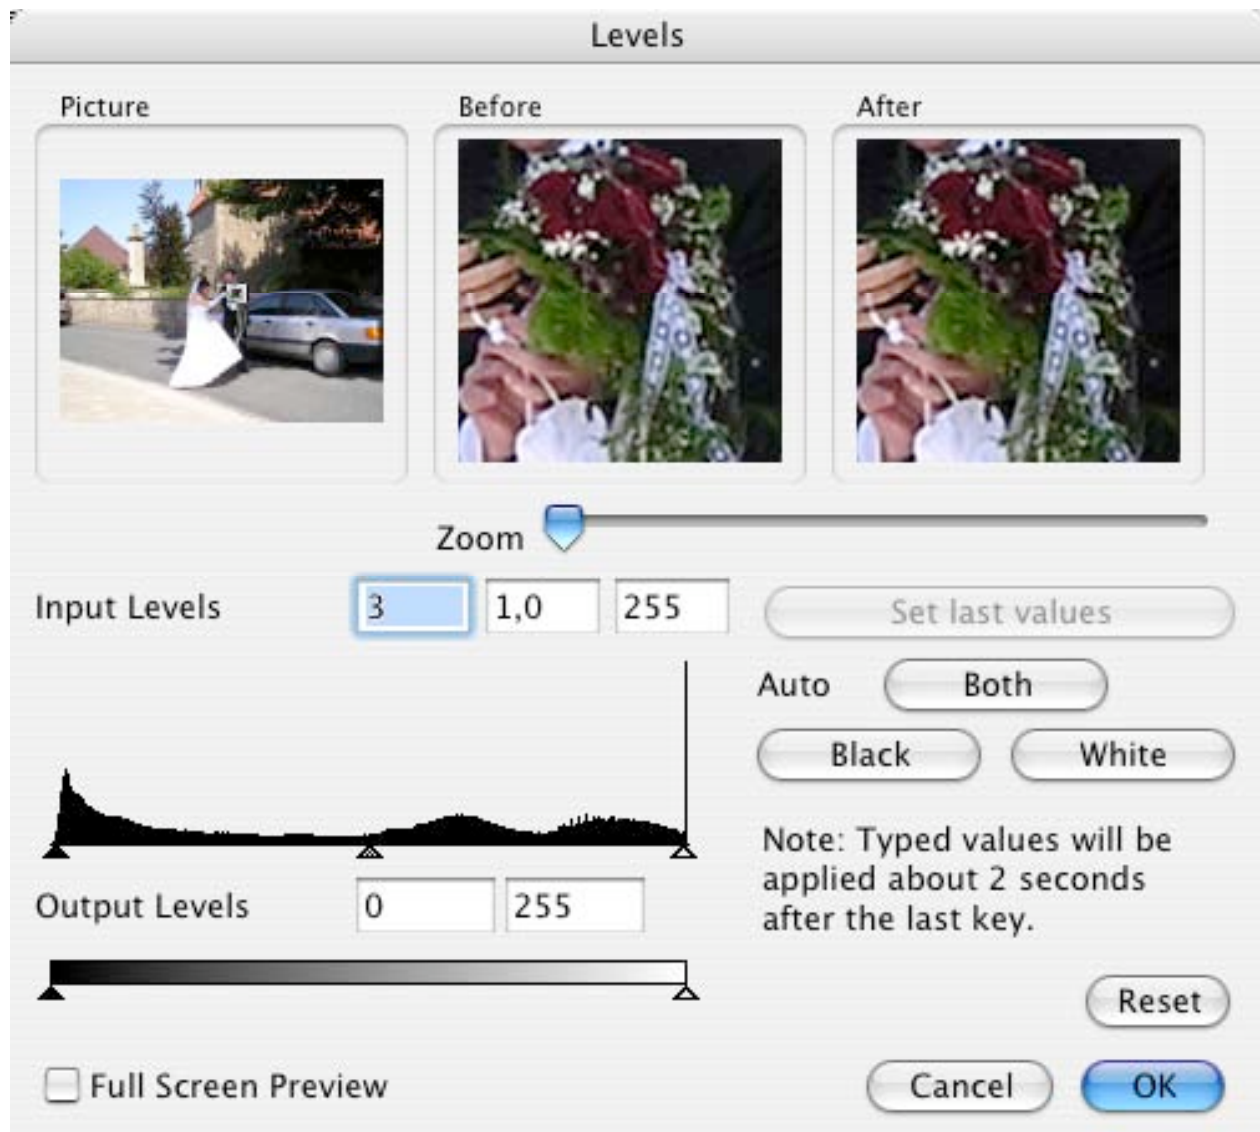 Levels
Picture
Before
After
Zoom
Input Levels 3 1,0 255
Set last values
Auto Both
Black White
Note: Typed values will be
applied about 2 seconds
after the last key.
Output Levels 0 255
Reset
Full Screen Preview
Cancel OK